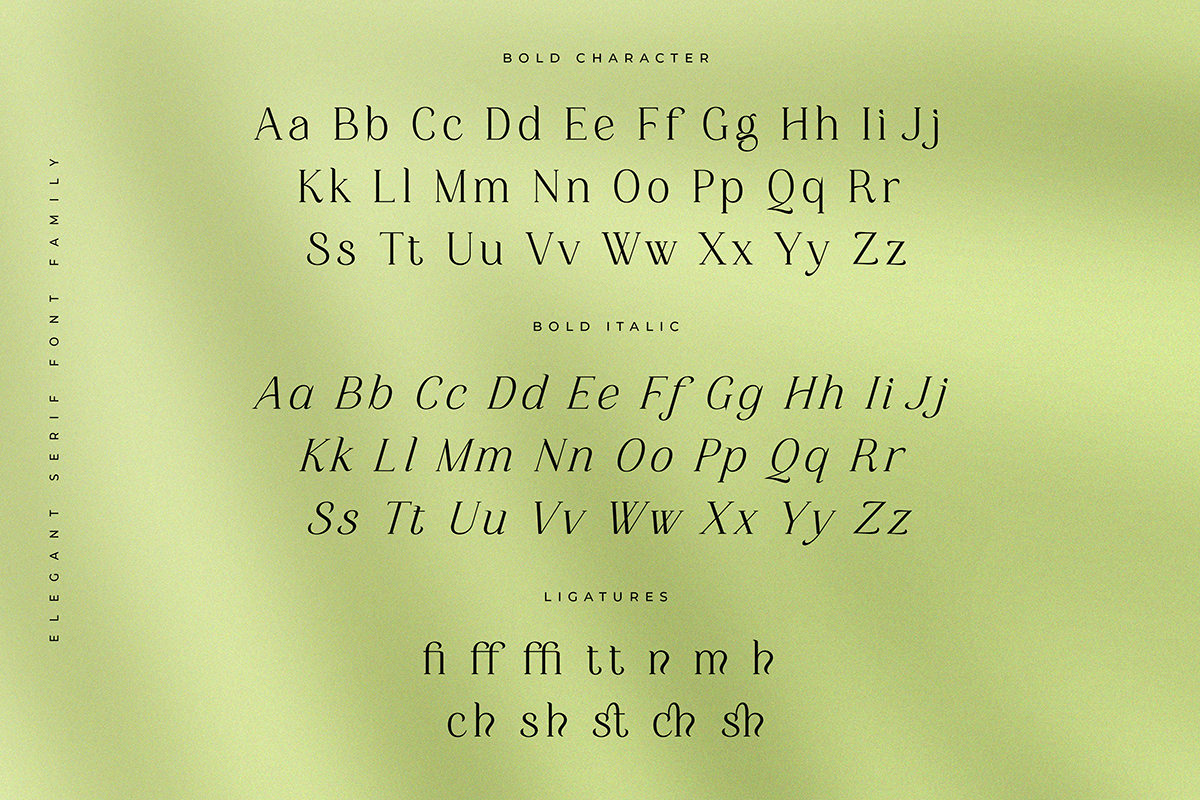 BOLD CHARACTER
Aa Bb Cc Dd Ee Ff Gg Hh Ii Jj
Kk Ll Mm Nn Oo Pp Qq Rr
Ss Tt Uu Vv Ww Xx Yy Zz
ELEGANT SERIF FONT FAMILY
BOLD ITALIC
Aa Bb Cc Dd Ee Ff Gg Hh Ii Jj
Kk Ll Mm Nn Oo Pp Qq Rr
Ss Tt Uu Vv Ww Xx Yy Zz
LIGATURES
fi ff ffi tt n m h
ch sh st ch sh